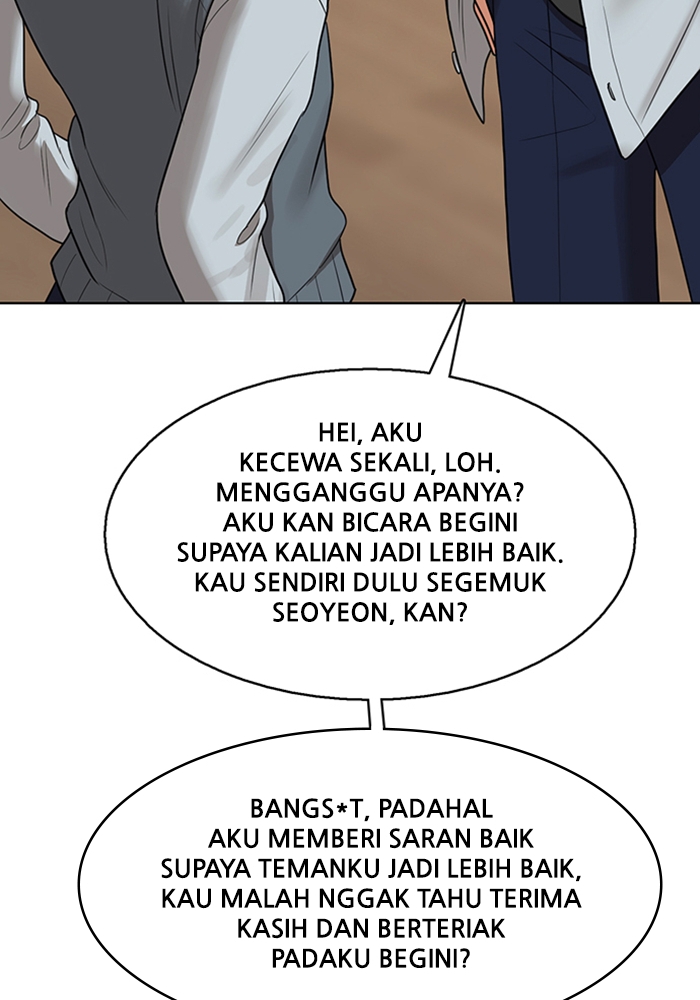 HEI, AKU
KECEWA SEKALI, LOH.
MENGGANGGU APANYA?
AKU KAN BICARA BEGINI
SUPAYA KALIAN JADI LEBIH BAIK.
KAU SENDIRI DULU SEGEMUK
SEOYEON, KAN?
BANGS*T, PADAHAL
AKU MEMBERI SARAN BAIK
SUPAYA TEMANKU JADI LEBIH BAIK,
KAU MALAH NGGAK TAHU TERIMA
KASIH DAN BERTERIAK
PADAKU BEGINI?